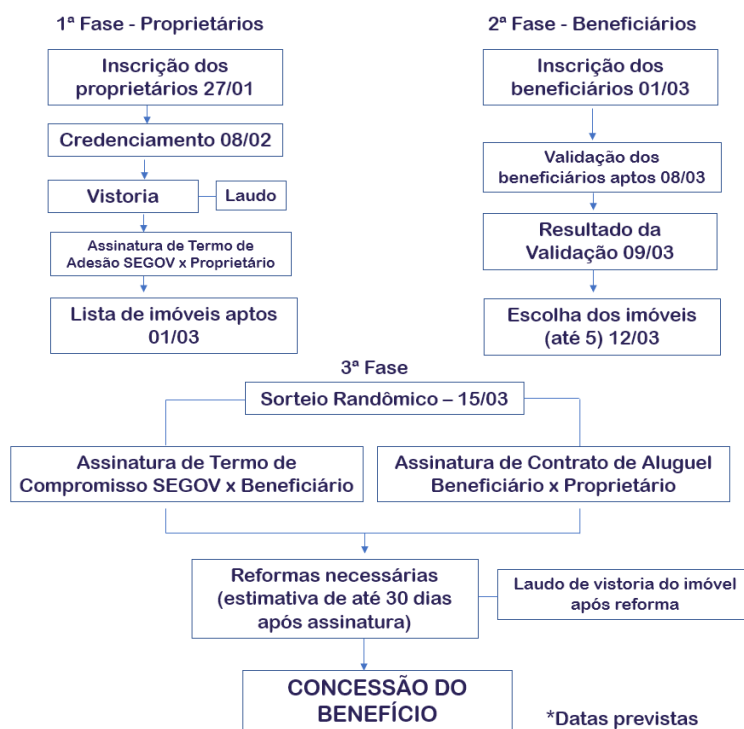 1ª Fase - Proprietários
Inscrição dos
proprietários 27/01
Credenciamento 08/02
Vistoria
Laudo
Assinatura de Termo de
Adesão SEGOV x Proprietário
Lista de imóveis aptos
01/03
2ª Fase - Beneficiários
Inscrição dos
beneficiários 01/03
Validação dos
beneficiários aptos 08/03
Resultado da
Validação 09/03
Escolha dos imóveis
(até 5) 12/03
3ª Fase
Sorteio Randômico – 15/03
Assinatura de Termo de
Compromisso SEGOV x Beneficiário
Assinatura de Contrato de Aluguel
Beneficiário x Proprietário
Reformas necessárias
(estimativa de até 30 dias
após assinatura)
Laudo de vistoria do imóvel
após reforma
CONCESSÃO DO
BENEFÍCIO
*Datas previstas